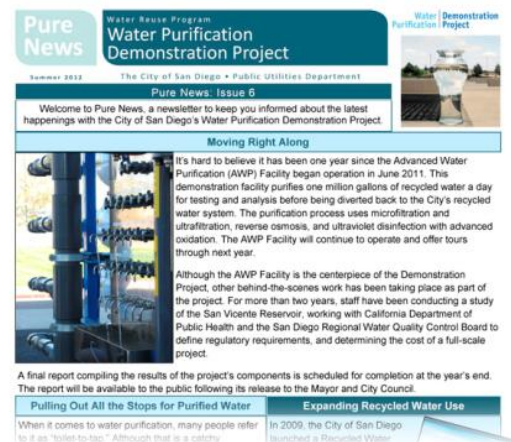 Pure
News
Water Reuse Program
Water Purification
Demonstration Project
Water Demonstration
Purification Project
Summer 2012
The City of San Diego • Public Utilities Department
Pure News: Issue 6
Welcome to Pure News, a newsletter to keep you informed about the latest
happenings with the City of San Diego's Water Purification Demonstration Project.
Moving Right Along
It's hard to believe it has been one year since the Advanced Water
Purification (AWP) Facility began operation in June 2011. This
demonstration facility purifies one million gallons of recycled water a day
for testing and analysis before being diverted back to the City's recycled
water system. The purification process uses microfiltration and
ultrafiltration, reverse osmosis, and ultraviolet disinfection with advanced
oxidation. The AWP Facility will continue to operate and offer tours
through next year.
Although the AWP Facility is the centerpiece of the Demonstration
Project, other behind-the-scenes work has been taking place as part of
the project. For more than two years, staff have been conducting a study
of the San Vicente Reservoir, working with California Department of
Public Health and the San Diego Regional Water Quality Control Board to
define regulatory requirements, and determining the cost of a full-scale
project.
A final report compiling the results of the project's components is scheduled for completion at the year's end.
The report will be available to the public following its release to the Mayor and City Council.
Pulling Out All the Stops for Purified Water
When it comes to water purification, many people refer
to it as "toilet-to-tap." Although that is a catchy
Expanding Recycled Water Use
In 2009, the City of San Diego
launched a Recycled Water